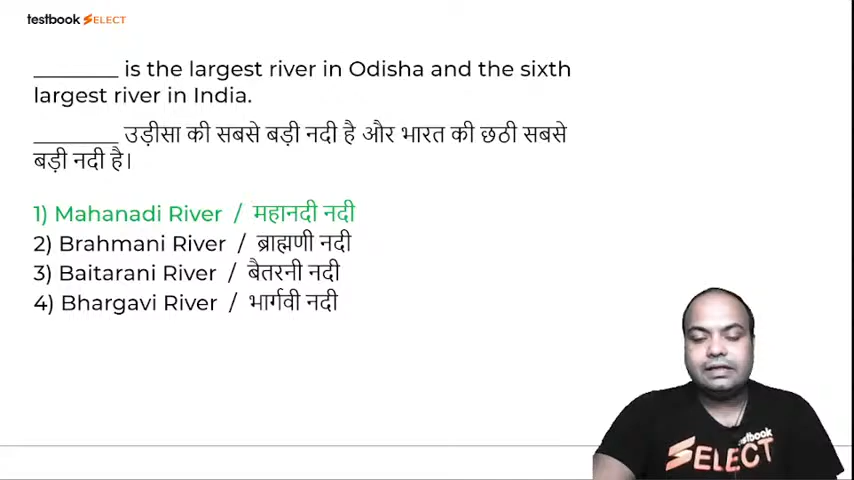 testbook SELECT
________ is the largest river in Odisha and the sixth
largest river in India.
________ उड़ीसा की सबसे बड़ी नदी है और भारत की छठी सबसे
बड़ी नदी है।
1) Mahanadi River / महानदी नदी
2) Brahmani River / ब्राह्मणी नदी
3) Baitarani River / बैतरनी नदी
4) Bhargavi River / भार्गवी नदी
testbook
SELECT